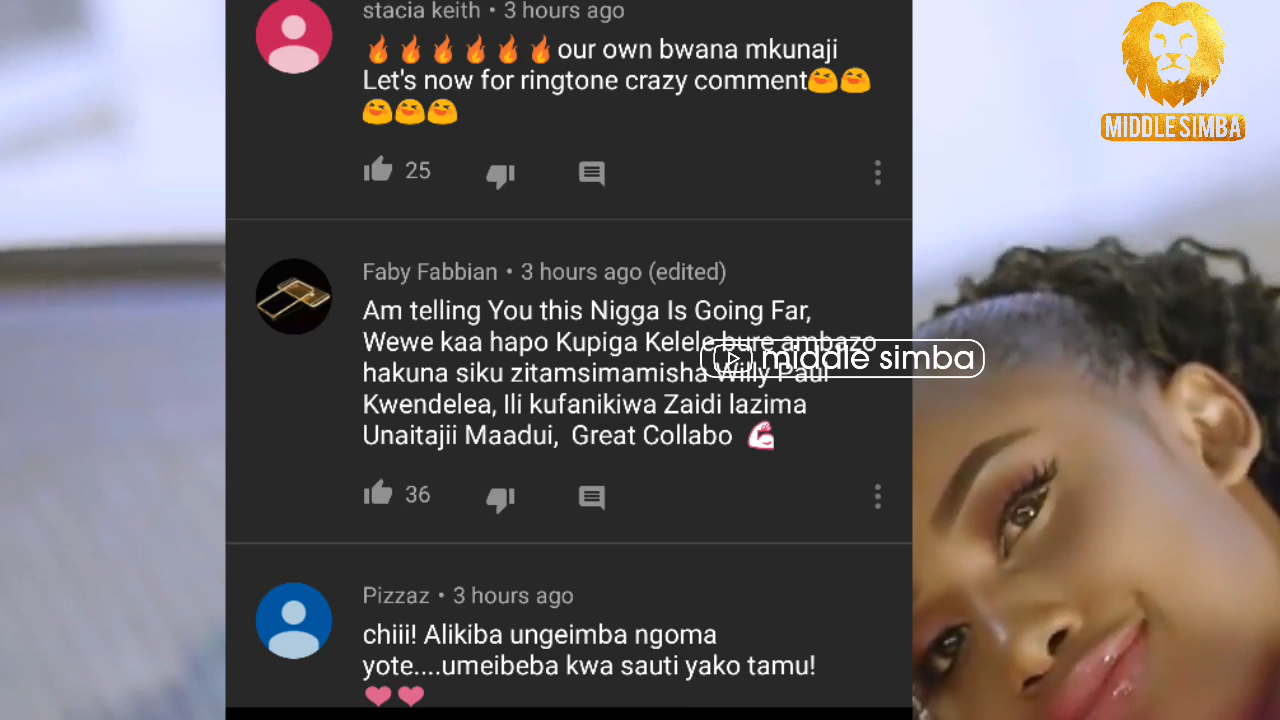 stacia keith • 3 hours ago
🔥🔥🔥🔥🔥🔥our own bwana mkunaji
Let's now for ringtone crazy comment😆😆
😆😆😆
25
Faby Fabbian • 3 hours ago (edited)
Am telling You this Nigga Is Going Far,
Wewe kaa hapo Kupiga Kelele bure ambazo
hakuna siku zitamsimamisha Willy Paul
Kwendelea, Ili kufanikiwa Zaidi lazima
Unaitajii Maadui,  Great Collabo 💪
36
Pizzaz • 3 hours ago
chiii! Alikiba ungeimba ngoma
yote....umeibeba kwa sauti yako tamu!
❤❤
MIDDLE SIMBA
middle simba